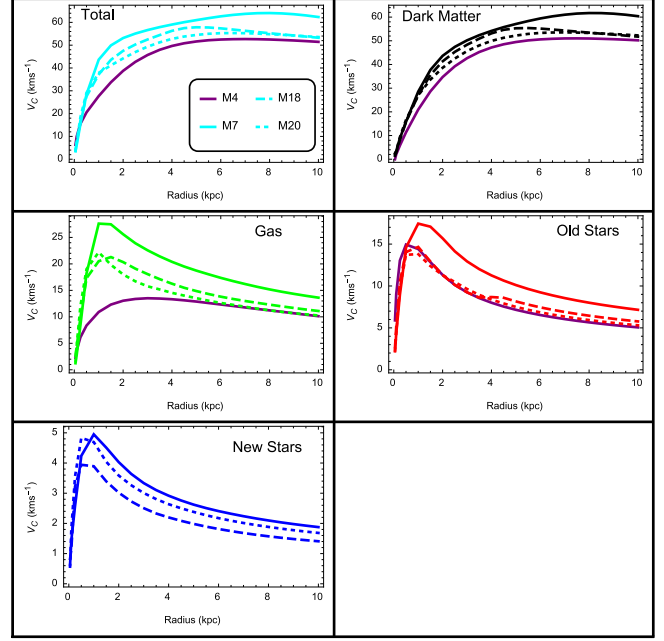 Total
60
50
40
30
20
10
0
V_C (kms⁻¹)
M4 M18
M7 M20
0 2 4 6 8 10
Radius (kpc)
Dark Matter
60
50
40
30
20
10
0
V_C (kms⁻¹)
0 2 4 6 8 10
Radius (kpc)
Gas
25
20
15
10
5
0
V_C (kms⁻¹)
0 2 4 6 8 10
Radius (kpc)
Old Stars
15
10
5
0
V_C (kms⁻¹)
0 2 4 6 8 10
Radius (kpc)
New Stars
5
4
3
2
1
0
V_C (kms⁻¹)
0 2 4 6 8 10
Radius (kpc)